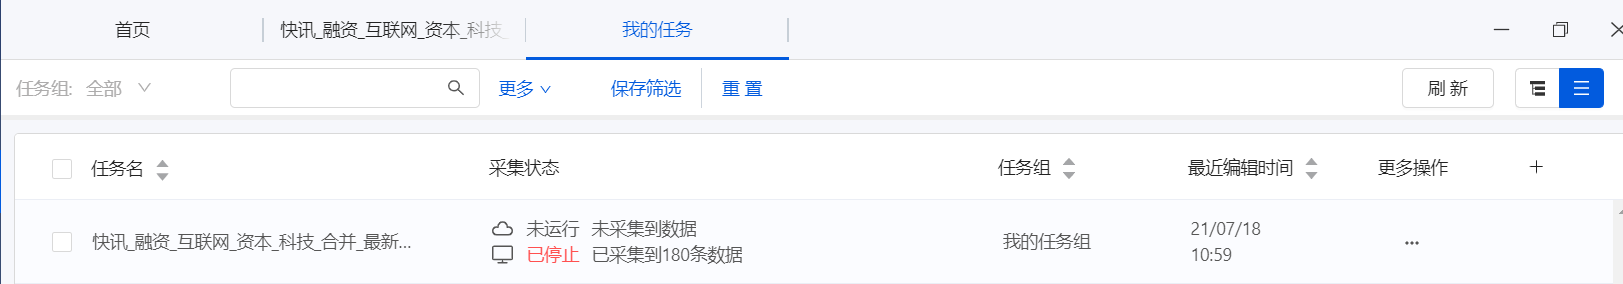 首页 快讯_融资_互联网_资本_科技_ 我的任务
任务组: 全部 更多 保存筛选 重置 刷新
任务名 采集状态 任务组 最近编辑时间 更多操作
快讯_融资_互联网_资本_科技_合并_最新... 未运行 未采集到数据 我的任务组 21/07/18
已停止 已采集到180条数据 10:59